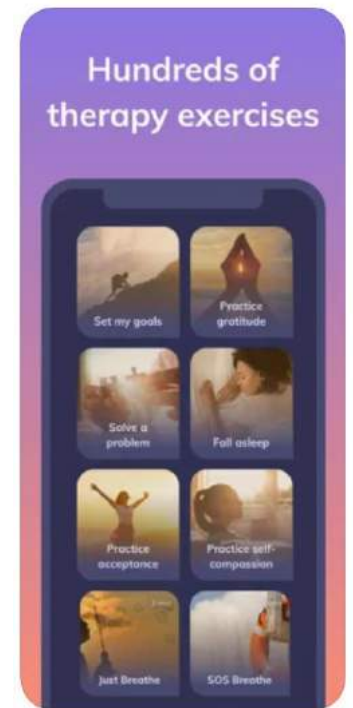 Hundreds of
therapy exercises
Set my goals
Practice
gratitude
Solve a
problem
Fall asleep
Practice
acceptance
Practice self-
compassion
Just Breathe
SOS Breathe